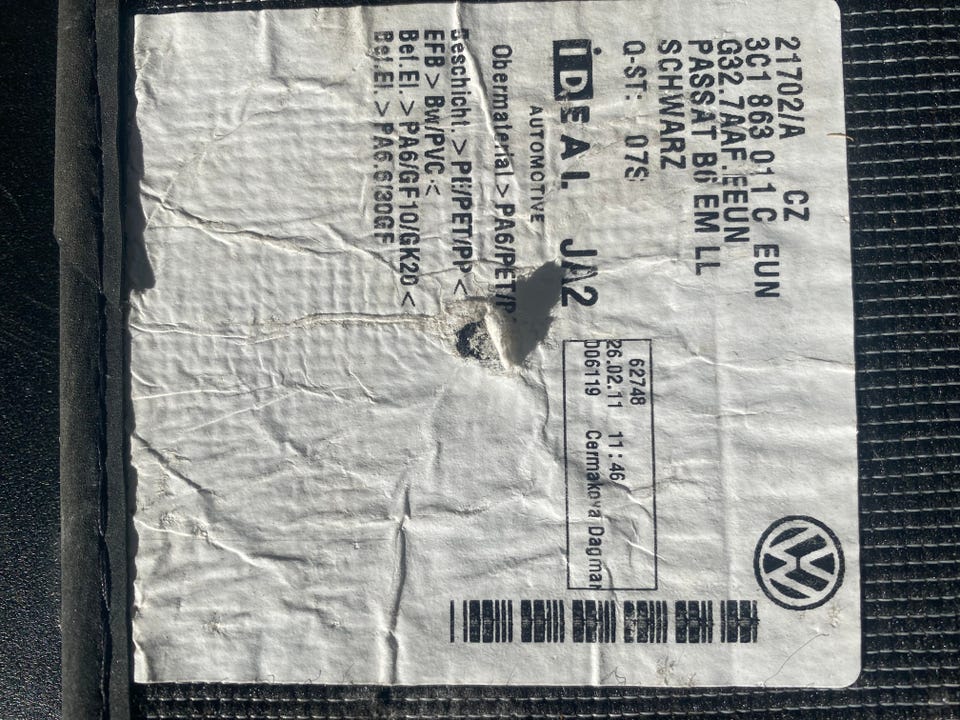 21702/A CZ
3C1 863 011 C EUN
G32.7AAF.EEUN
PASSAT B6 EM LL
SCHWARZ
Q-ST: 07S
iDEAL JA2
AUTOMOTIVE
62748
26.02.11 11:46
006119 Cermakova Dagmar
Obermaterial > PA6/PET/P
Beschicht. > PE/PET/PP <
EFB > Bw/PVC <
Bef.El. > PA6/GF10/GK20 <
Bef.El > PA6.6I30GF
VW